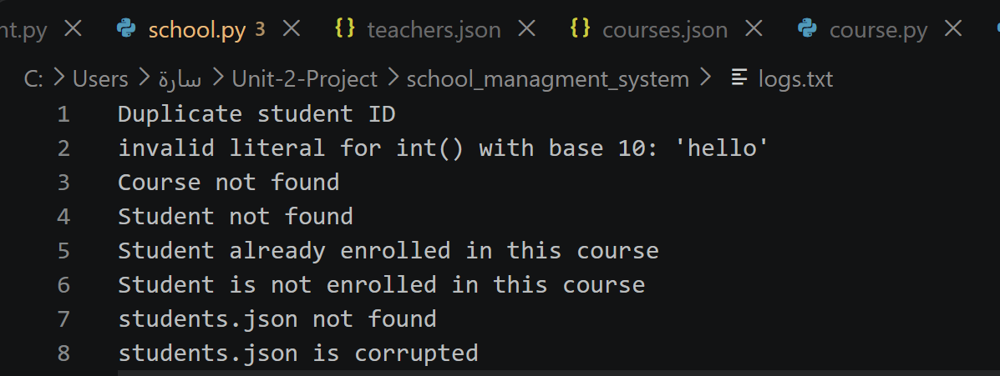 nt.py school.py 3 {} teachers.json {} courses.json course.py
C: > Users > سارة > Unit-2-Project > school_managment_system > logs.txt
1 Duplicate student ID
2 invalid literal for int() with base 10: 'hello'
3 Course not found
4 Student not found
5 Student already enrolled in this course
6 Student is not enrolled in this course
7 students.json not found
8 students.json is corrupted